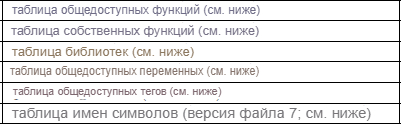 таблица общедоступных функций (см. ниже)
таблица собственных функций (см. ниже)
таблица библиотек (см. ниже)
таблица общедоступных переменных (см. ниже)
таблица общедоступных тегов (см. ниже)
таблица имен символов (версия файла 7; см. ниже)